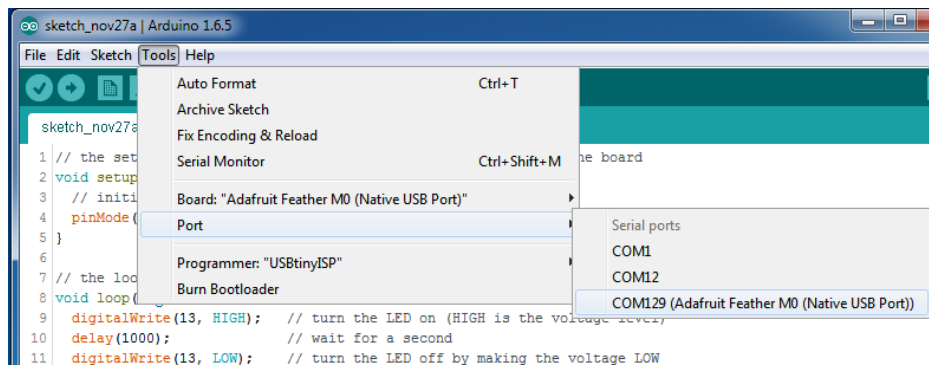 sketch_nov27a | Arduino 1.6.5
File Edit Sketch Tools Help
Auto Format Ctrl+T
Archive Sketch
Fix Encoding & Reload
Serial Monitor Ctrl+Shift+M
Board: "Adafruit Feather M0 (Native USB Port)"
Port
Programmer: "USBtinyISP"
Burn Bootloader
Serial ports
COM1
COM12
COM129 (Adafruit Feather M0 (Native USB Port))
sketch_nov27a
1 // the set he board
2 void setup
3 // initi
4 pinMode(
5 }
6
7 // the loo
8 void loop(
9 digitalWrite(13, HIGH); // turn the LED on (HIGH is the voltage level)
10 delay(1000); // wait for a second
11 digitalWrite(13, LOW); // turn the LED off by making the voltage LOW